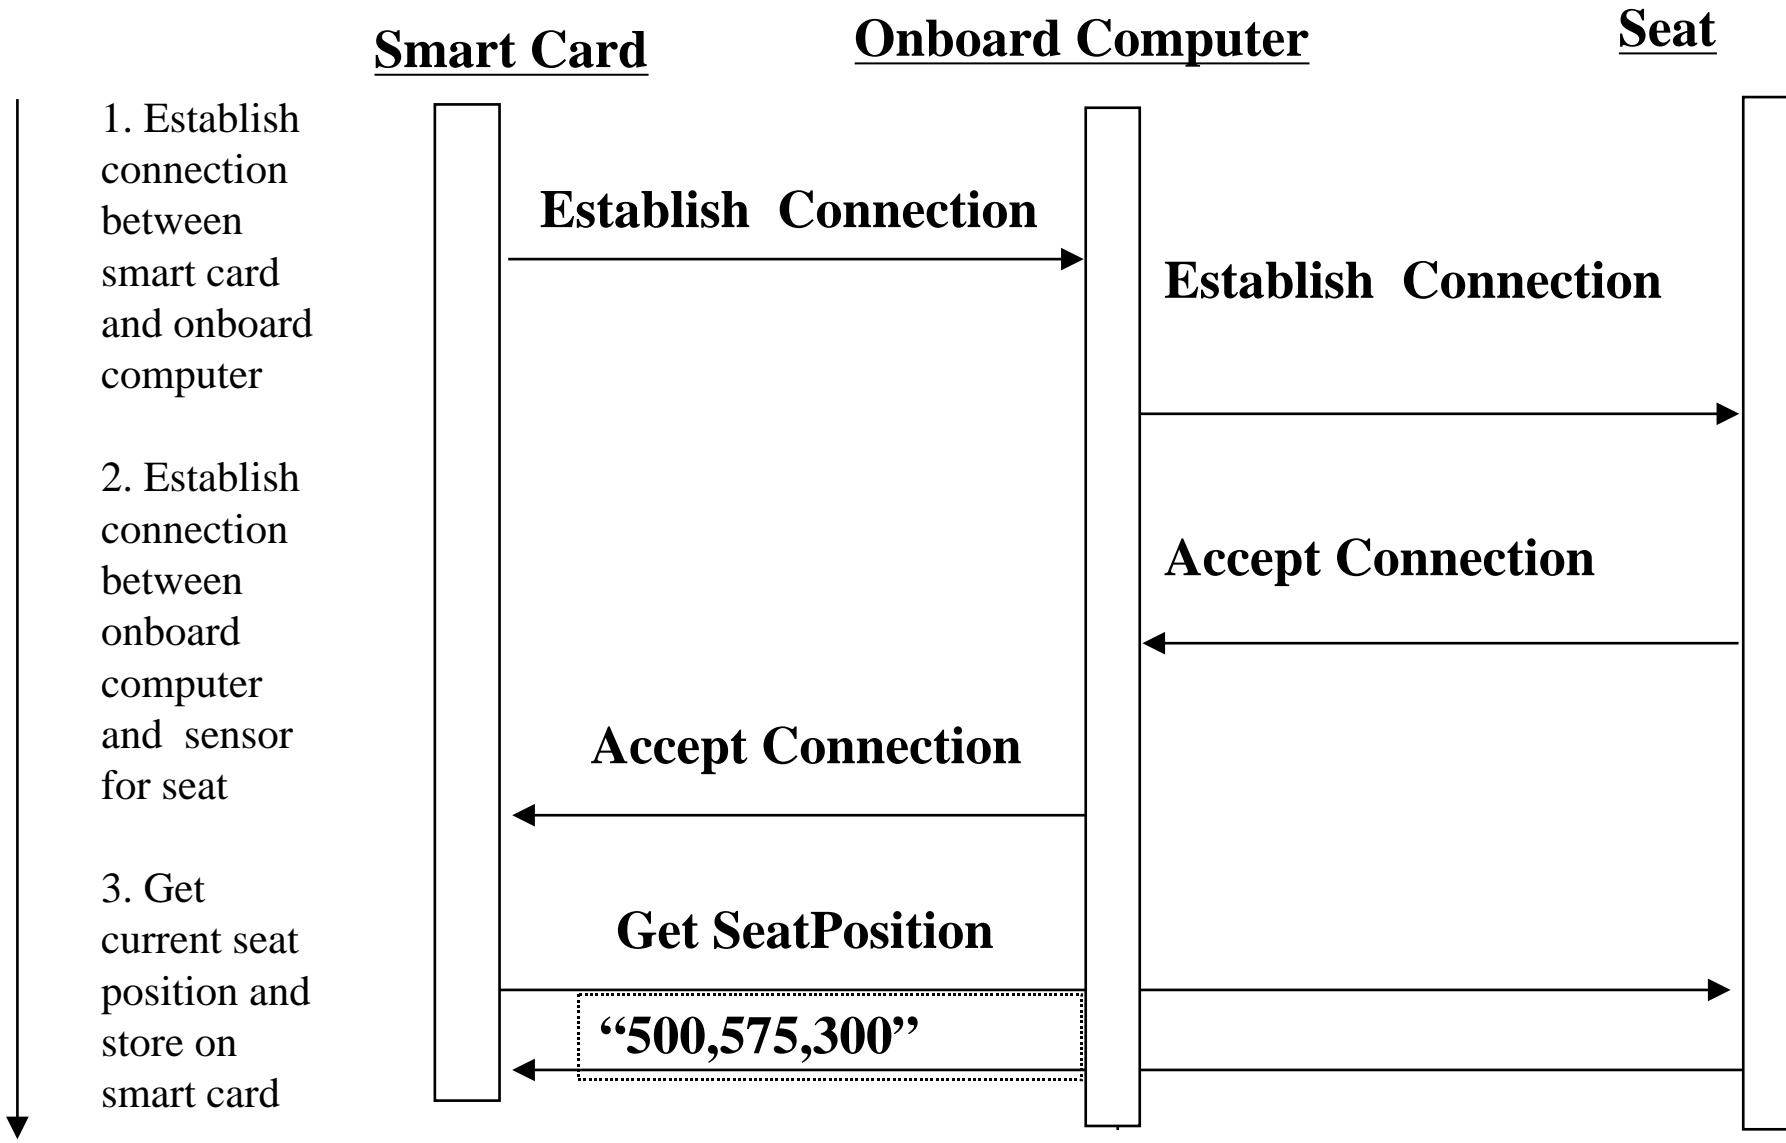 Smart Card
Onboard Computer
Seat
1. Establish
connection
between
smart card
and onboard
computer
2. Establish
connection
between
onboard
computer
and sensor
for seat
3. Get
current seat
position and
store on
smart card
Establish Connection
Establish Connection
Accept Connection
Accept Connection
Get SeatPosition
“500,575,300”